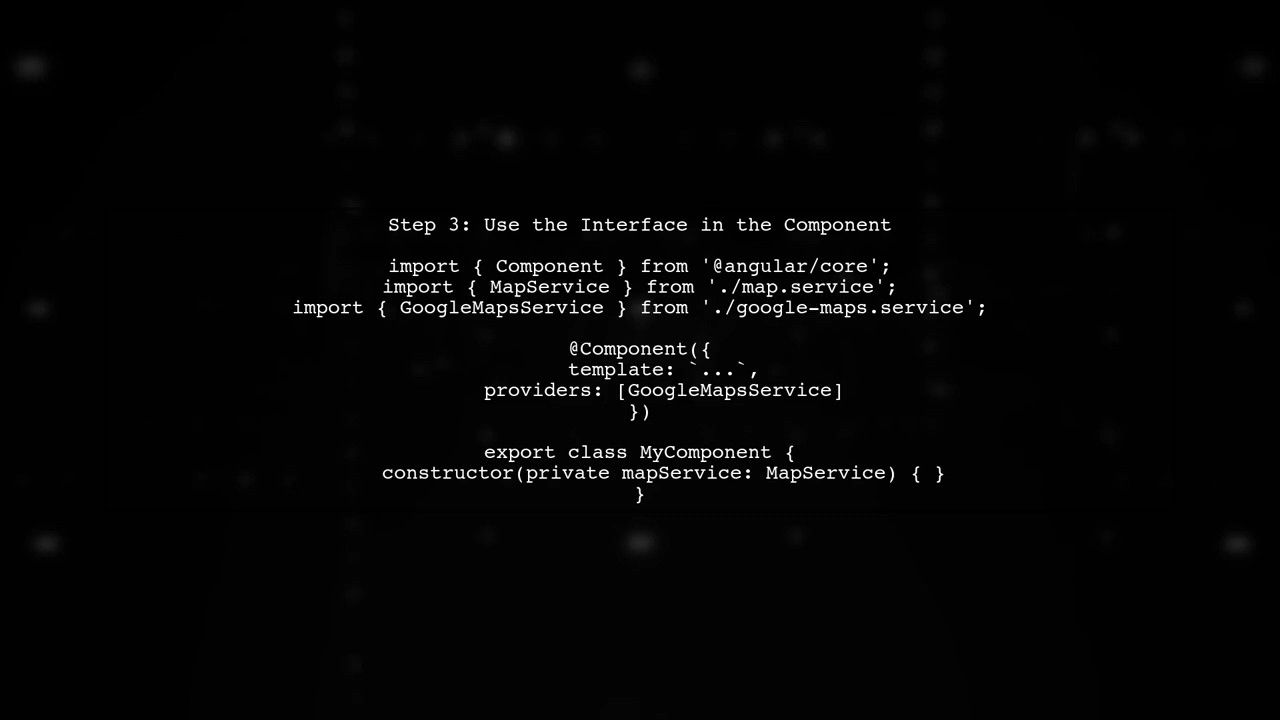 Step 3: Use the Interface in the Component
import { Component } from '@angular/core';
import { MapService } from './map.service';
import { GoogleMapsService } from './google-maps.service';
@Component({
template: `...`,
providers: [GoogleMapsService]
})
export class MyComponent {
constructor(private mapService: MapService) { }
}